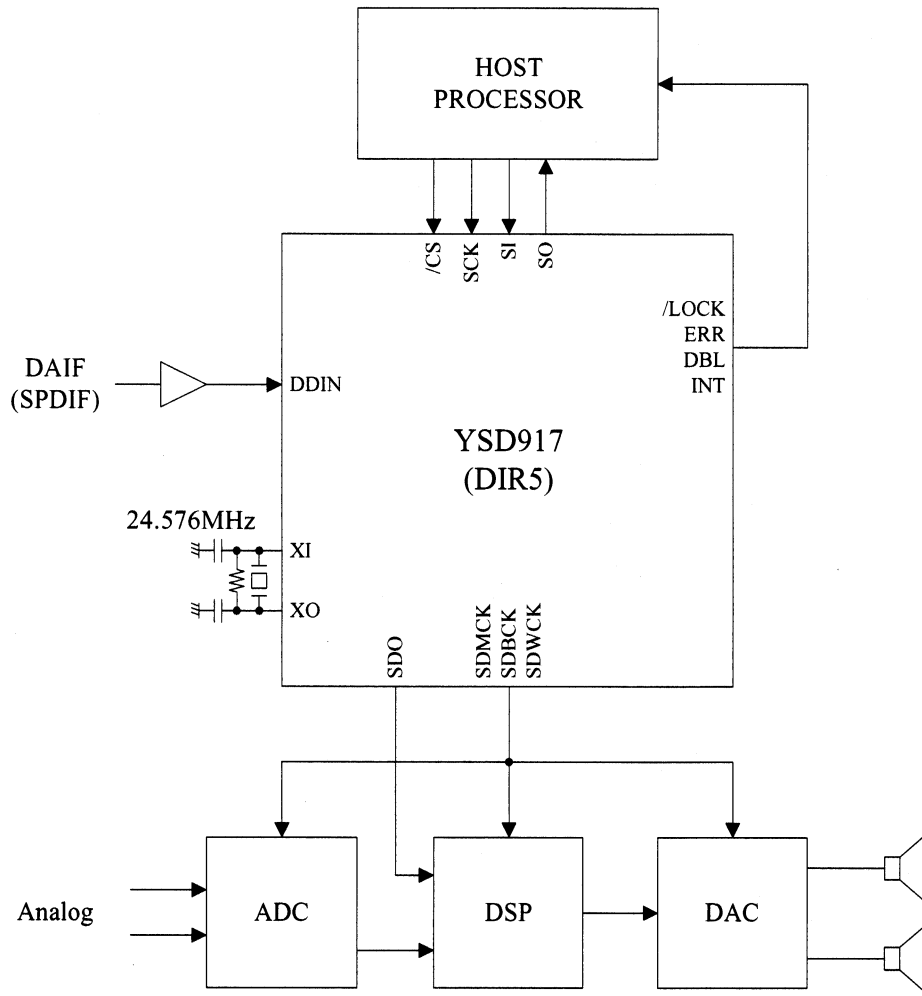 HOST
PROCESSOR
/CS
SCK
SI
SO
/LOCK
ERR
DBL
INT
DAIF
(SPDIF)
DDIN
YSD917
(DIR5)
24.576MHz
XI
XO
SDO
SDMCK
SDBCK
SDWCK
Analog
ADC
DSP
DAC